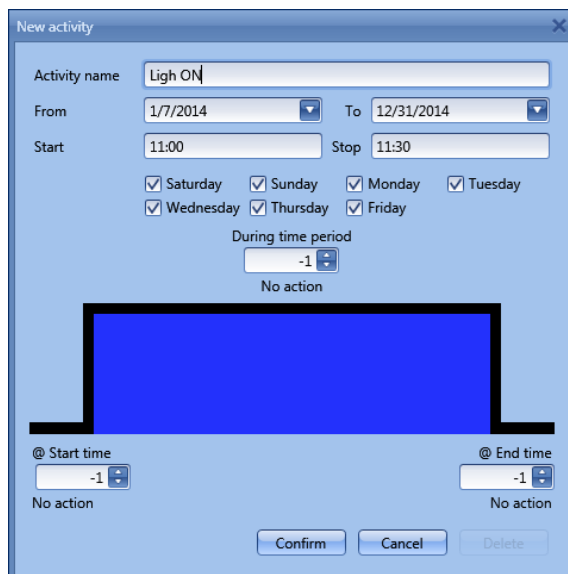 New activity
Activity name Ligh ON
From 1/7/2014 To 12/31/2014
Start 11:00 Stop 11:30
Saturday Sunday Monday Tuesday
Wednesday Thursday Friday
During time period
-1
No action
@ Start time @ End time
-1 -1
No action No action
Confirm Cancel Delete